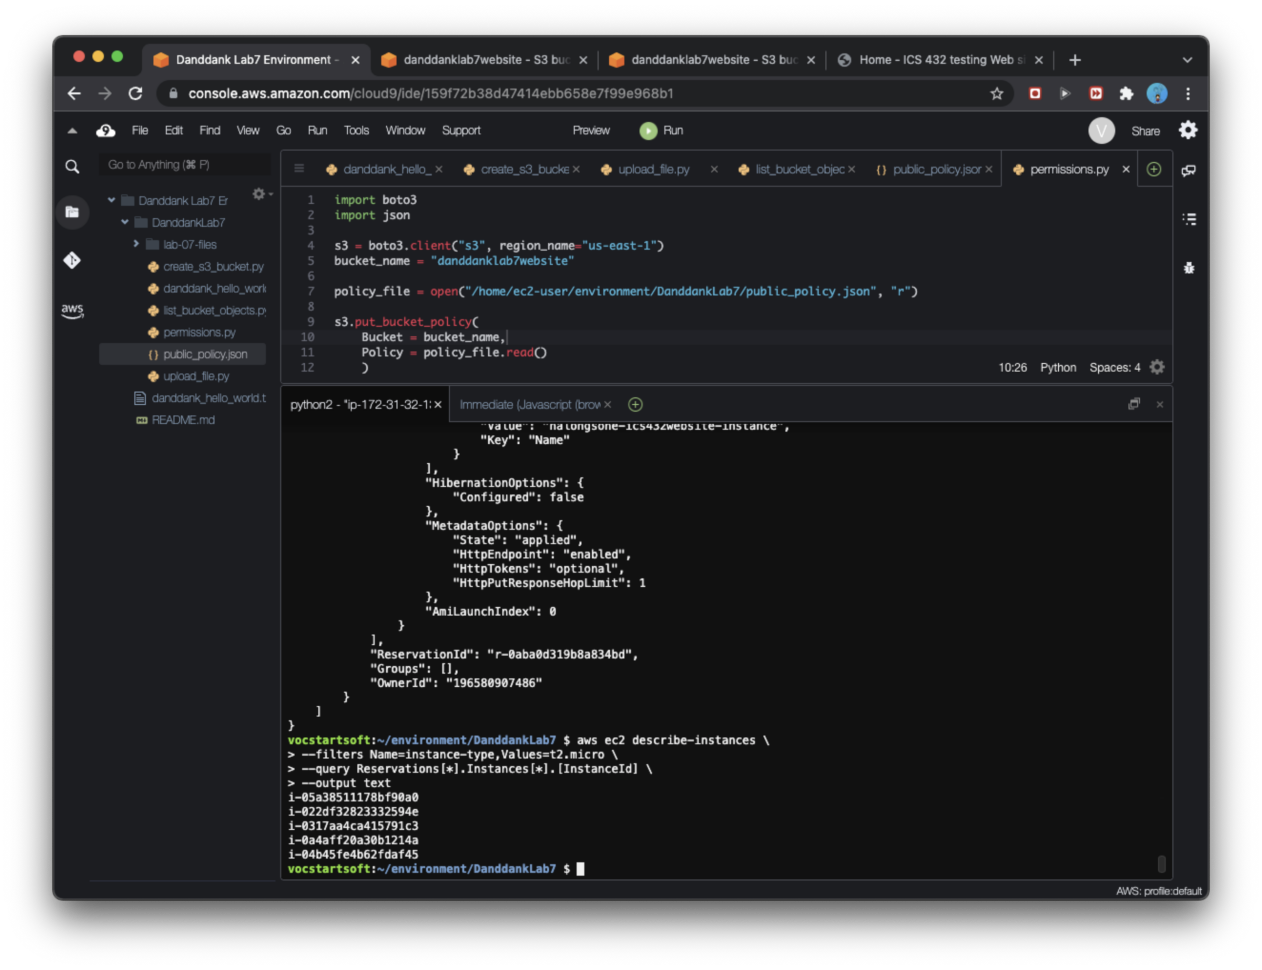 Danddank Lab7 Environment -
danddanklab7website - S3 buc
danddanklab7website - S3 buc
Home - ICS 432 testing Web si
console.aws.amazon.com/cloud9/ide/159f72b38d47414ebb658e7f99e968b1
9 File Edit Find View Go Run Tools Window Support Preview Run V Share
Go to Anything (⌘ P)
Danddank Lab7 Er
DanddankLab7
lab-07-files
create_s3_bucket.py
danddank_hello_worl
list_bucket_objects.py
permissions.py
{} public_policy.json
upload_file.py
danddank_hello_world.t
README.md
aws
danddank_hello_ create_s3_bucke upload_file.py list_bucket_objec {} public_policy.jsor permissions.py
1 import boto3
2 import json
3
4 s3 = boto3.client("s3", region_name="us-east-1")
5 bucket_name = "danddanklab7website"
6
7 policy_file = open("/home/ec2-user/environment/DanddankLab7/public_policy.json", "r")
8
9 s3.put_bucket_policy(
10 Bucket = bucket_name,
11 Policy = policy_file.read()
12 )
10:26 Python Spaces: 4
python2 - "ip-172-31-32-1: Immediate (Javascript (brow
"Value": "nalongsone-ics432website-instance",
"Key": "Name"
}
],
"HibernationOptions": {
"Configured": false
},
"MetadataOptions": {
"State": "applied",
"HttpEndpoint": "enabled",
"HttpTokens": "optional",
"HttpPutResponseHopLimit": 1
},
"AmiLaunchIndex": 0
}
],
"ReservationId": "r-0aba0d319b8a834bd",
"Groups": [],
"OwnerId": "196580907486"
}
]
}
vocstartsoft:~/environment/DanddankLab7 $ aws ec2 describe-instances \
> --filters Name=instance-type,Values=t2.micro \
> --query Reservations[*].Instances[*].[InstanceId] \
> --output text
i-05a38511178bf90a0
i-022df32823332594e
i-0317aa4ca415791c3
i-0a4aff20a30b1214a
i-04b45fe4b62fdaf45
vocstartsoft:~/environment/DanddankLab7 $
AWS: profile:default